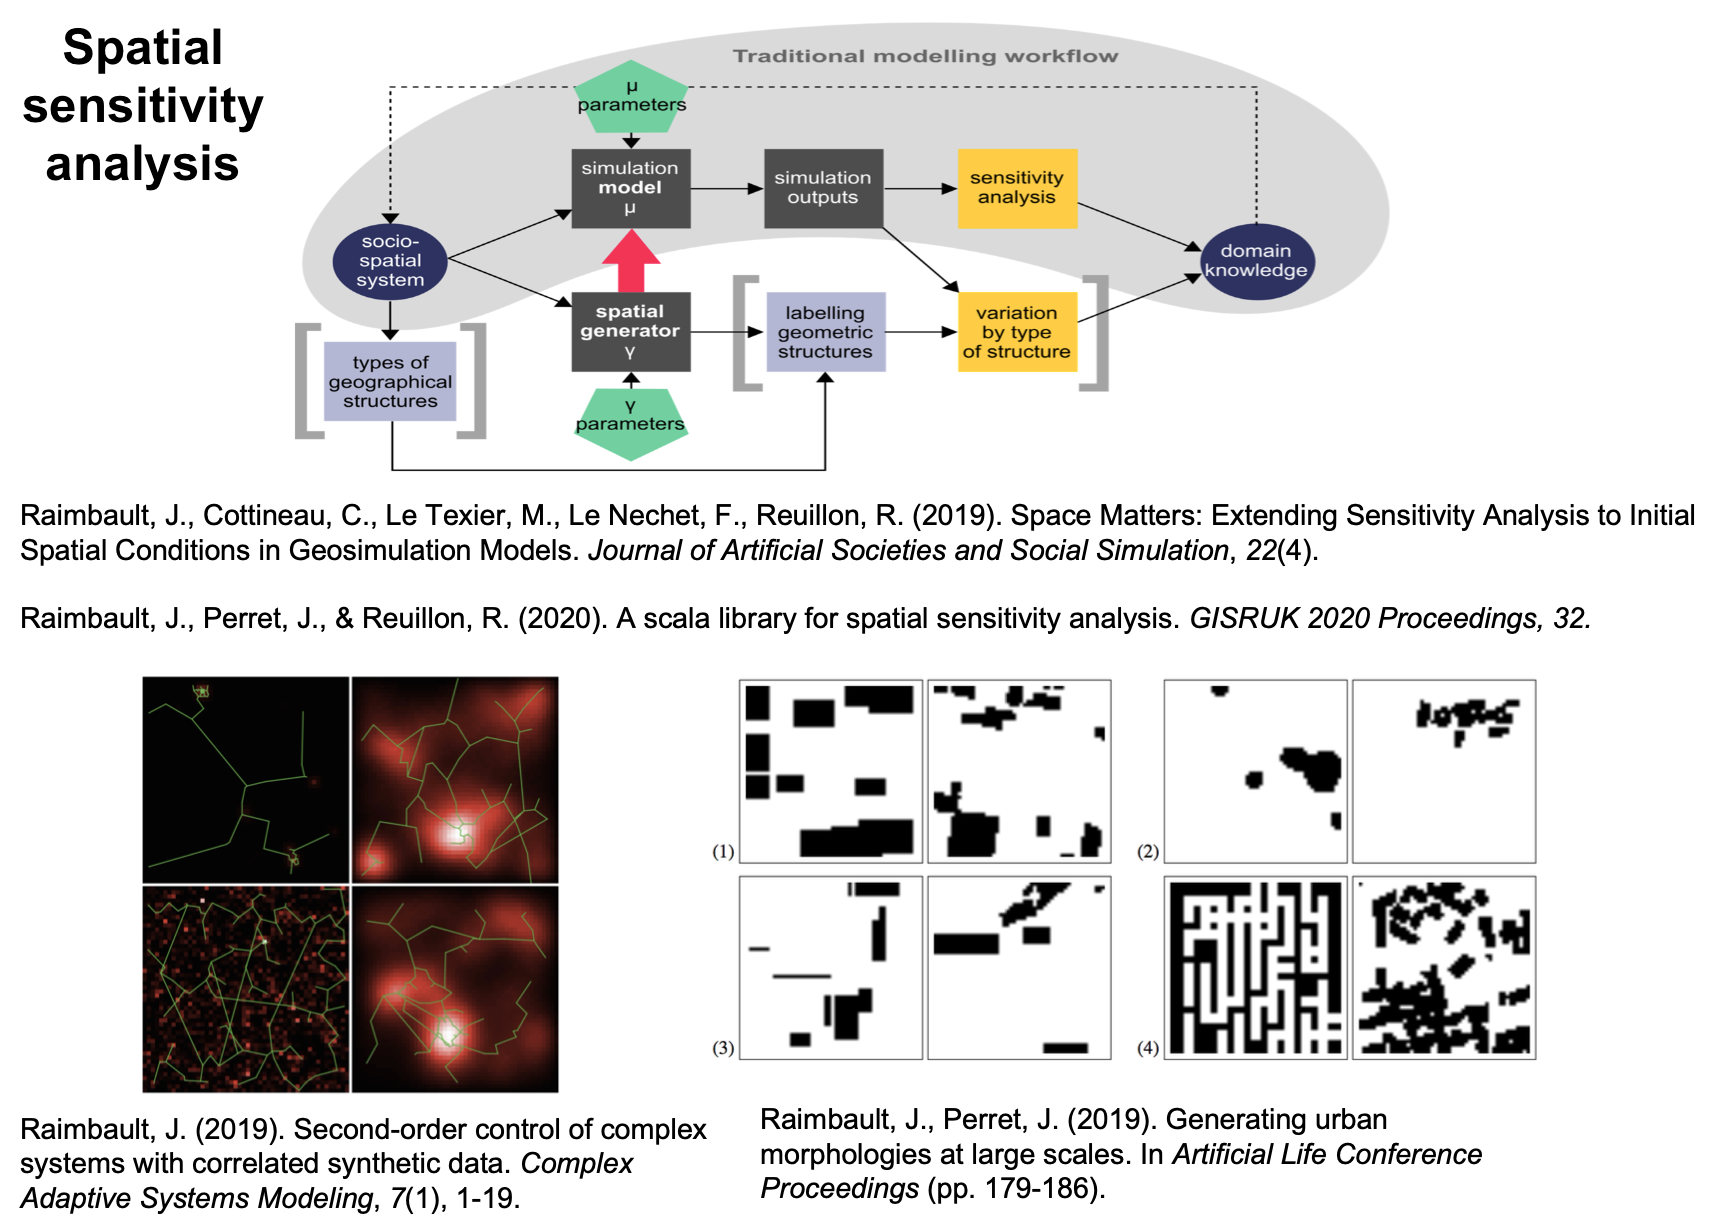 Spatial
sensitivity
analysis
Traditional modelling workflow
μ
parameters
simulation
model
μ
simulation
outputs
sensitivity
analysis
socio-
spatial
system
domain
knowledge
spatial
generator
γ
labelling
geometric
structures
variation
by type
of structure
types of
geographical
structures
γ
parameters
Raimbault, J., Cottineau, C., Le Texier, M., Le Nechet, F., Reuillon, R. (2019). Space Matters: Extending Sensitivity Analysis to Initial
Spatial Conditions in Geosimulation Models. Journal of Artificial Societies and Social Simulation, 22(4).
Raimbault, J., Perret, J., & Reuillon, R. (2020). A scala library for spatial sensitivity analysis. GISRUK 2020 Proceedings, 32.
(1)
(2)
(3)
(4)
Raimbault, J. (2019). Second-order control of complex
systems with correlated synthetic data. Complex
Adaptive Systems Modeling, 7(1), 1-19.
Raimbault, J., Perret, J. (2019). Generating urban
morphologies at large scales. In Artificial Life Conference
Proceedings (pp. 179-186).